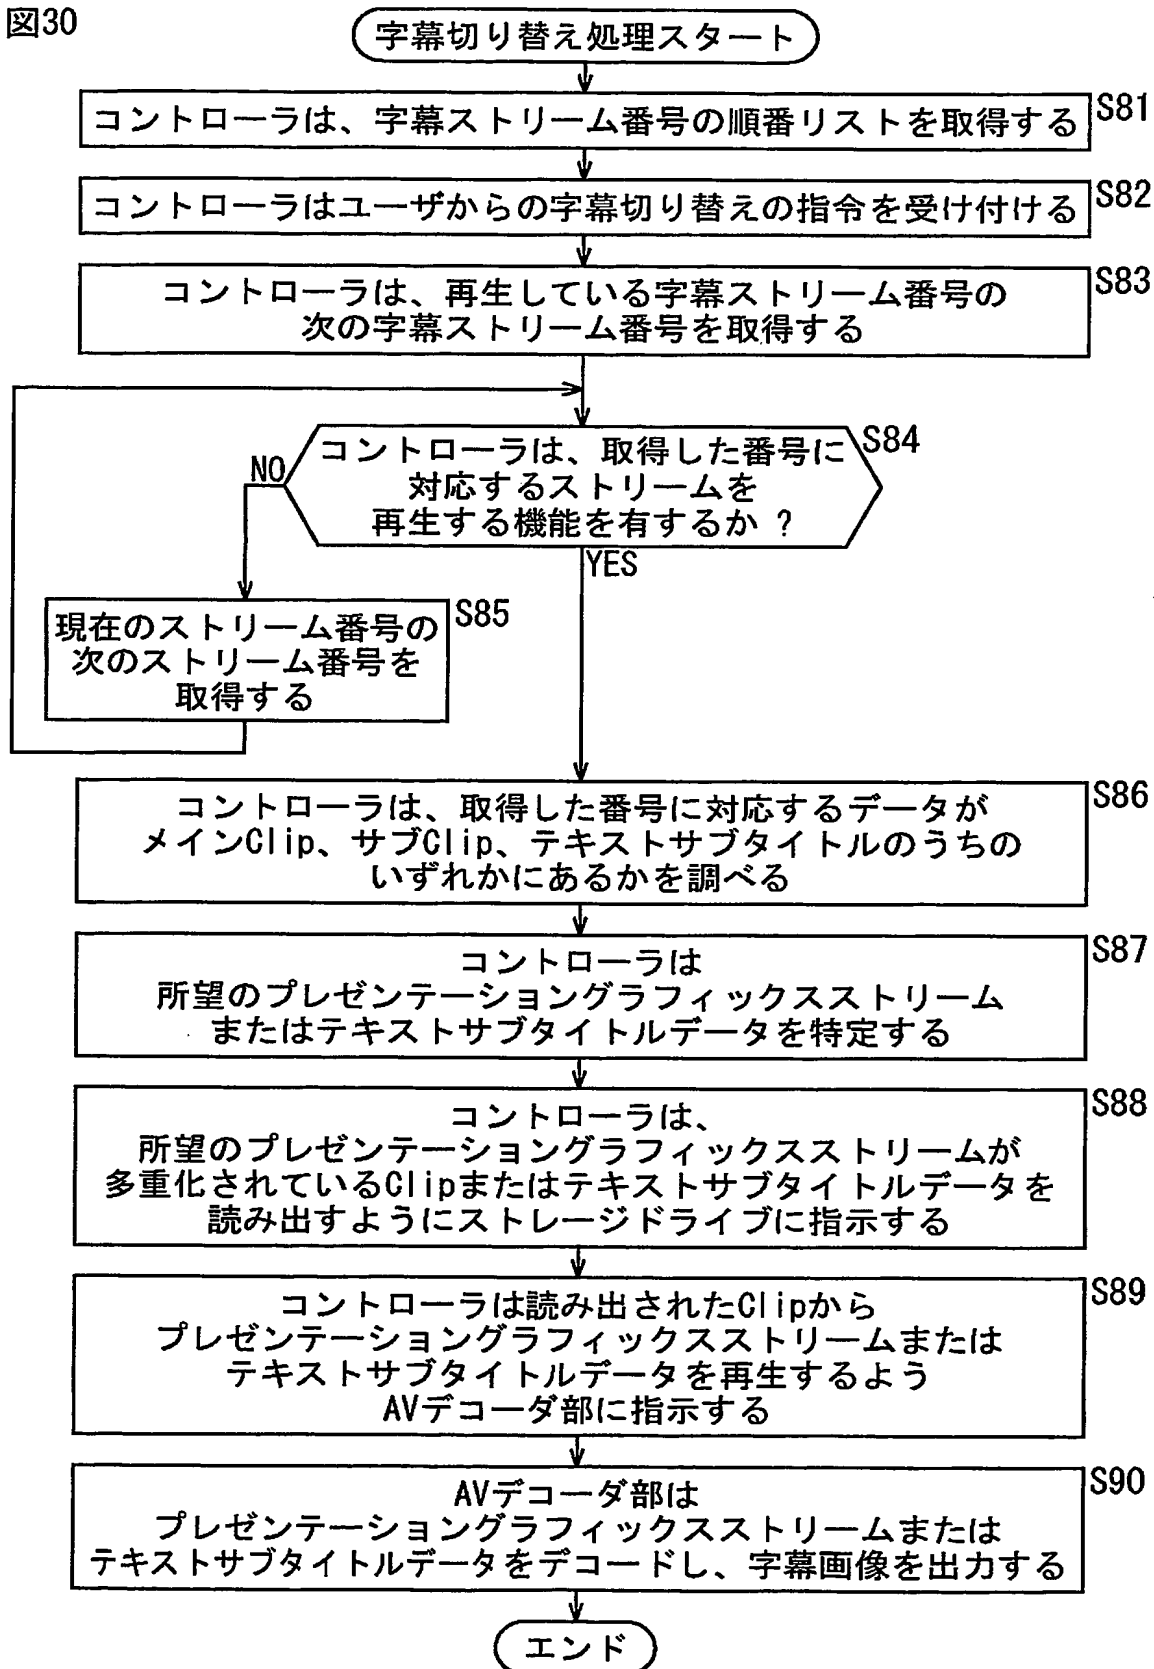 図30
字幕切り替え処理スタート
コントローラは、字幕ストリーム番号の順番リストを取得する
S81
コントローラはユーザからの字幕切り替えの指令を受け付ける
S82
コントローラは、再生している字幕ストリーム番号の
次の字幕ストリーム番号を取得する
S83
コントローラは、取得した番号に
対応するストリームを
再生する機能を有するか ?
S84
NO
YES
現在のストリーム番号の
次のストリーム番号を
取得する
S85
コントローラは、取得した番号に対応するデータが
メインClip、サブClip、テキストサブタイトルのうちの
いずれかにあるかを調べる
S86
コントローラは
所望のプレゼンテーショングラフィックスストリーム
またはテキストサブタイトルデータを特定する
S87
コントローラは、
所望のプレゼンテーショングラフィックスストリームが
多重化されているClipまたはテキストサブタイトルデータを
読み出すようにストレージドライブに指示する
S88
コントローラは読み出されたClipから
プレゼンテーショングラフィックスストリームまたは
テキストサブタイトルデータを再生するよう
AVデコーダ部に指示する
S89
AVデコーダ部は
プレゼンテーショングラフィックスストリームまたは
テキストサブタイトルデータをデコードし、字幕画像を出力する
S90
エンド